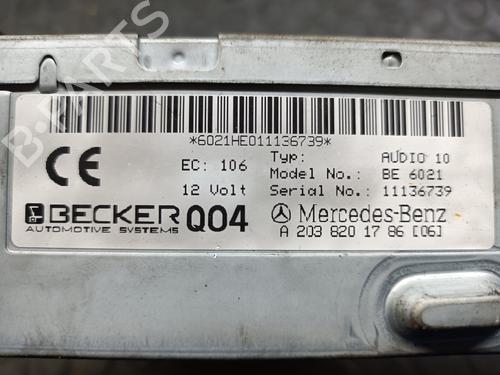 *6021HE011136739*
CE
EC: 106
12 Volt
Typ: AUDIO 10
Model No.: BE 6021
Serial No.: 11136739
BECKER
AUTOMOTIVE SYSTEMS
Q04
Mercedes-Benz
A 203 820 17 86 [06]
B-PARTS